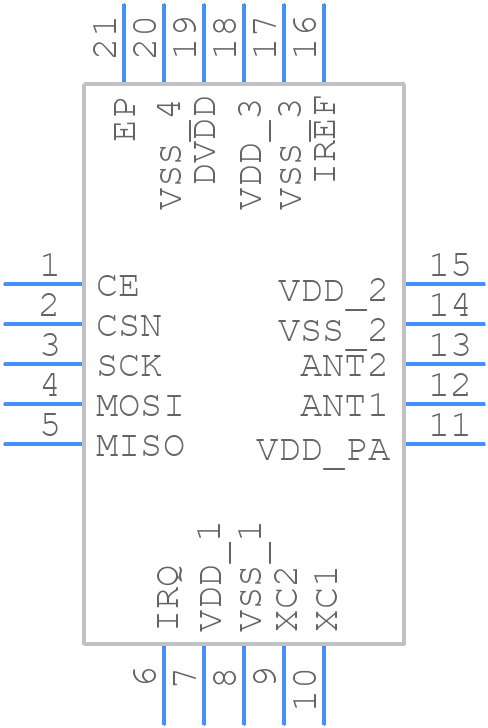 21
20
19
18
17
16
EP
VSS_4
DVDD
VDD_3
VSS_3
IREF
1
CE
2
CSN
3
SCK
4
MOSI
5
MISO
15
VDD_2
14
VSS_2
13
ANT2
12
ANT1
11
VDD_PA
IRQ
VDD_1
VSS_1
XC2
XC1
6
7
8
9
10